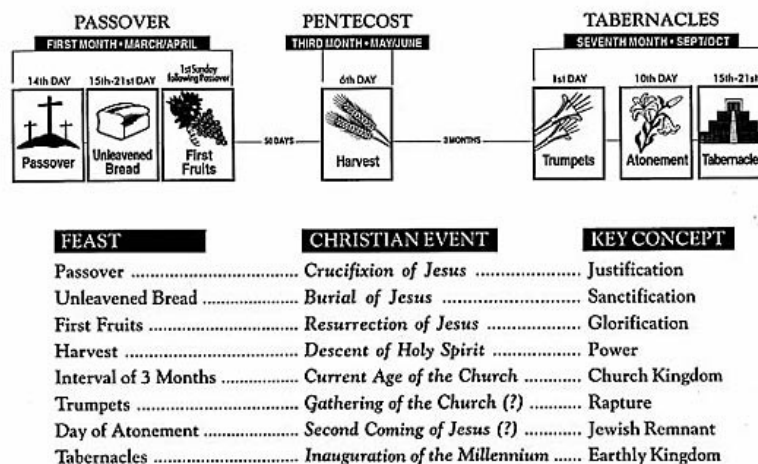 PASSOVER
FIRST MONTH • MARCH/APRIL
14th DAY
15th-21st DAY
1st Sunday
following Passover
Passover
Unleavened
Bread
First
Fruits
50 DAYS
PENTECOST
THIRD MONTH • MAY/JUNE
6th DAY
Harvest
3 MONTHS
TABERNACLES
SEVENTH MONTH • SEPT/OCT
1st DAY
10th DAY
15th-21st
Trumpets
Atonement
Tabernacle
FEAST CHRISTIAN EVENT KEY CONCEPT
Passover ................................ Crucifixion of Jesus ................... Justification
Unleavened Bread .................. Burial of Jesus ......................... Sanctification
First Fruits ............................. Resurrection of Jesus ................ Glorification
Harvest .................................. Descent of Holy Spirit ............... Power
Interval of 3 Months .............. Current Age of the Church ........... Church Kingdom
Trumpets ............................... Gathering of the Church (?) ......... Rapture
Day of Atonement ................. Second Coming of Jesus (?) .......... Jewish Remnant
Tabernacles ........................... Inauguration of the Millennium ...... Earthly Kingdom